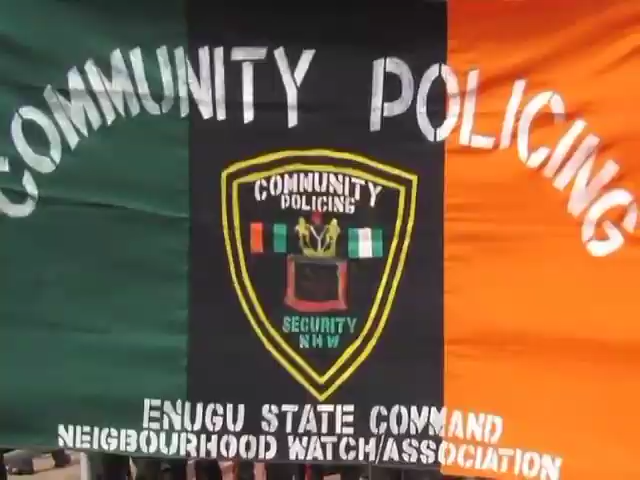 COMMUNITY POLICING
COMMUNITY
POLICING
SECURITY
NHW
ENUGU STATE COMMAND
NEIGBOURHOOD WATCH/ASSOCIATION